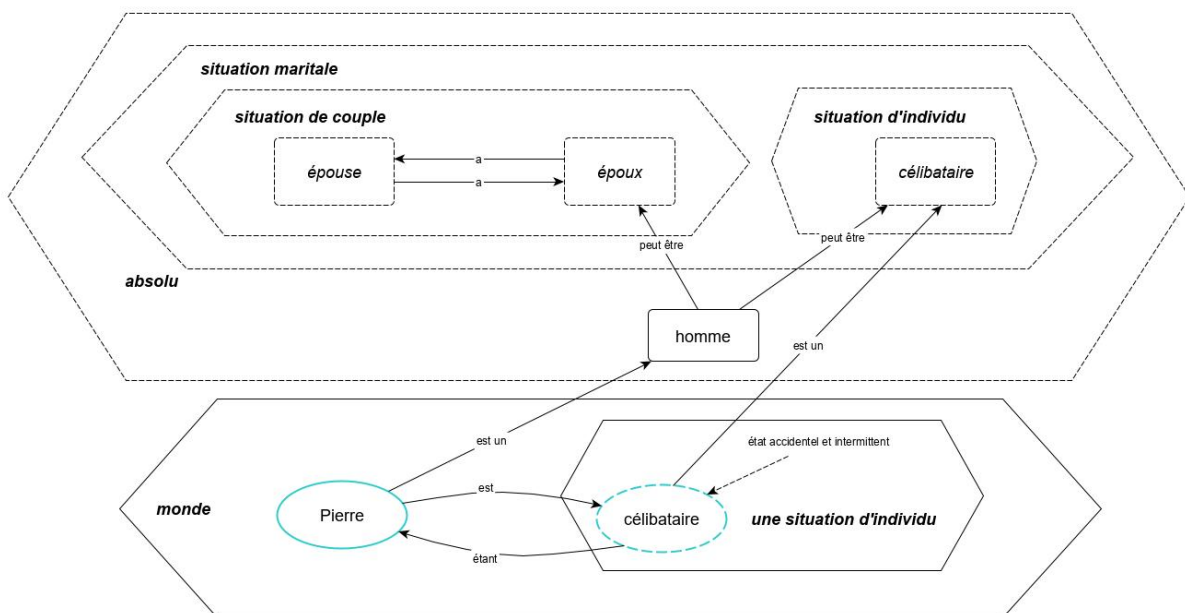 situation maritale
situation de couple
situation d'individu
épouse
a
a
époux
célibataire
peut être
peut être
absolu
homme
est un
est un
état accidentel et intermittent
monde
Pierre
est
célibataire
une situation d'individu
étant